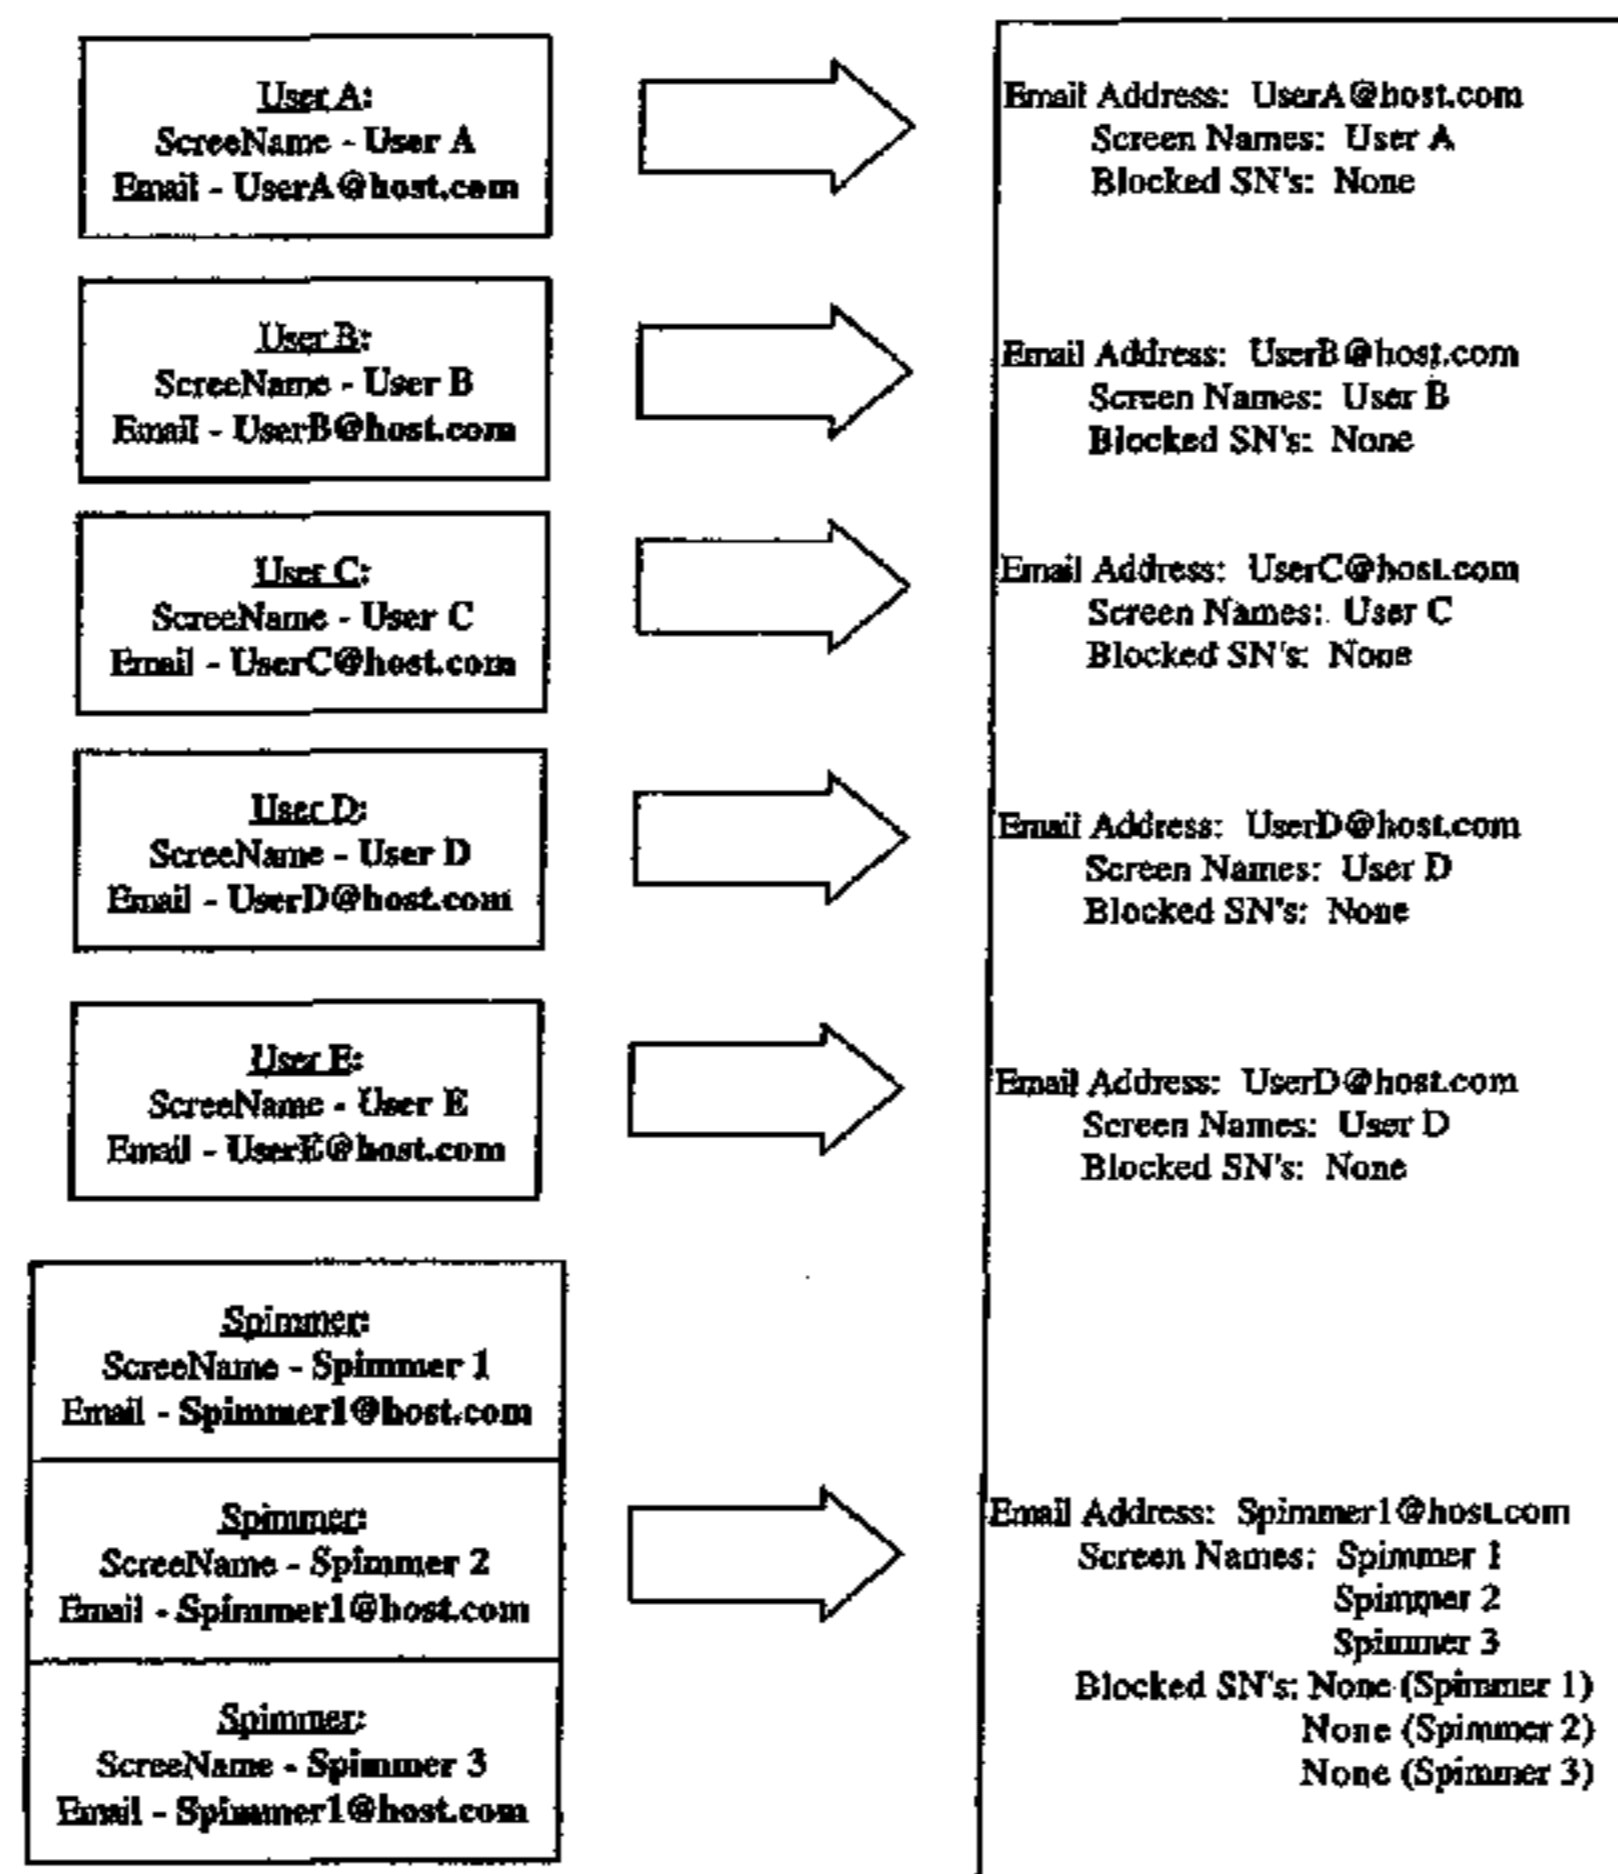 User A:
ScreeName - User A
Email - UserA@host.com
Email Address: UserA@host.com
Screen Names: User A
Blocked SN's: None
User B:
ScreeName - User B
Email - UserB@host.com
Email Address: UserB@host.com
Screen Names: User B
Blocked SN's: None
User C:
ScreeName - User C
Email - UserC@host.com
Email Address: UserC@host.com
Screen Names: User C
Blocked SN's: None
User D:
ScreeName - User D
Email - UserD@host.com
Email Address: UserD@host.com
Screen Names: User D
Blocked SN's: None
User E:
ScreeName - User E
Email - UserE@host.com
Email Address: UserD@host.com
Screen Names: User D
Blocked SN's: None
Spimmer:
ScreeName - Spimmer 1
Email - Spimmer1@host.com
Spimmer:
ScreeName - Spimmer 2
Email - Spimmer1@host.com
Spimmer:
ScreeName - Spimmer 3
Email - Spimmer1@host.com
Email Address: Spimmer1@host.com
Screen Names: Spimmer 1
Spimmer 2
Spimmer 3
Blocked SN's: None (Spimmer 1)
None (Spimmer 2)
None (Spimmer 3)